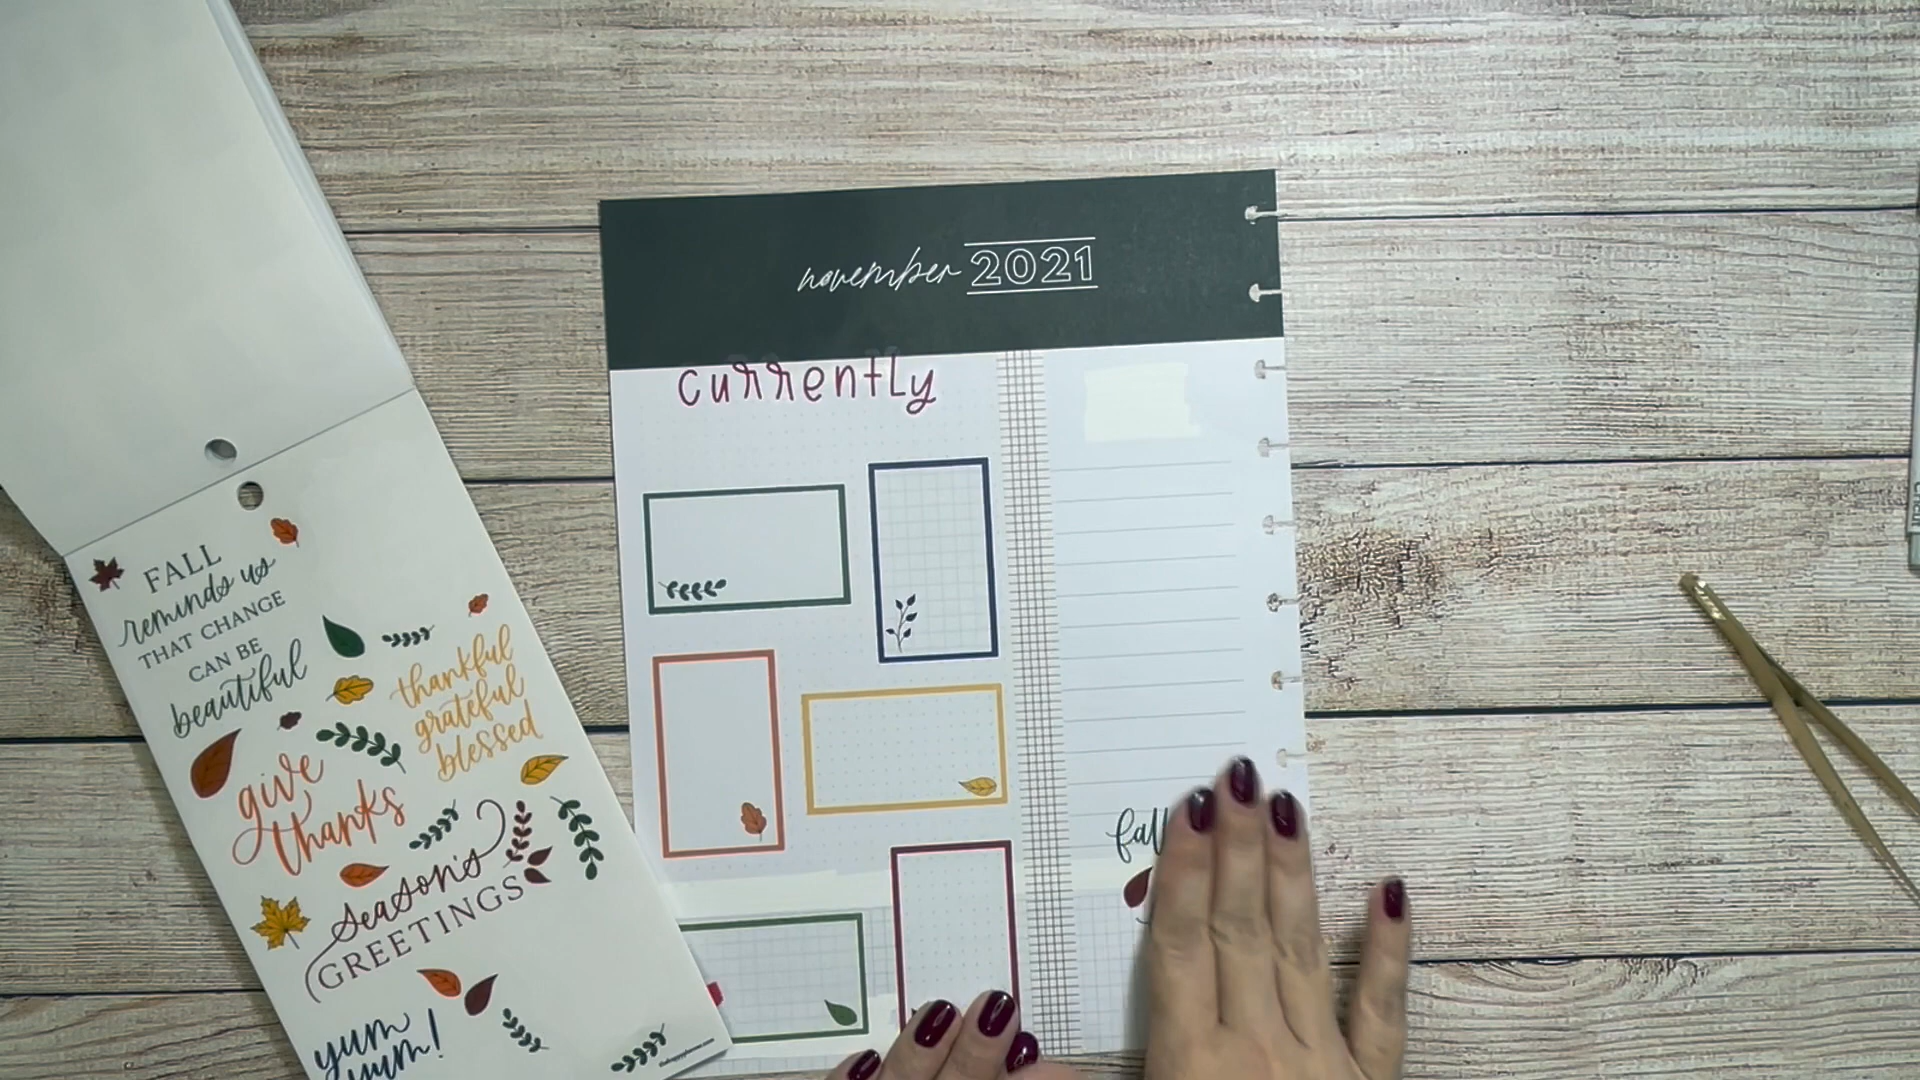 november 2021
currently
fall
FALL
reminds us
THAT CHANGE
CAN BE
beautiful
thankful
grateful
blessed
give
thanks
season's
GREETINGS
yum
yum!